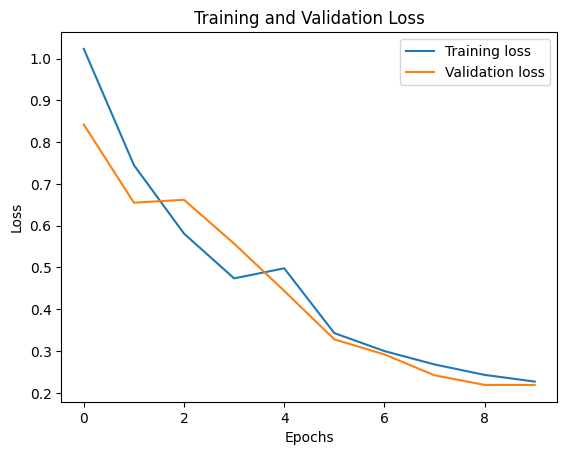 Training and Validation Loss
Training loss
Validation loss
Loss
1.0
0.9
0.8
0.7
0.6
0.5
0.4
0.3
0.2
0 2 4 6 8
Epochs